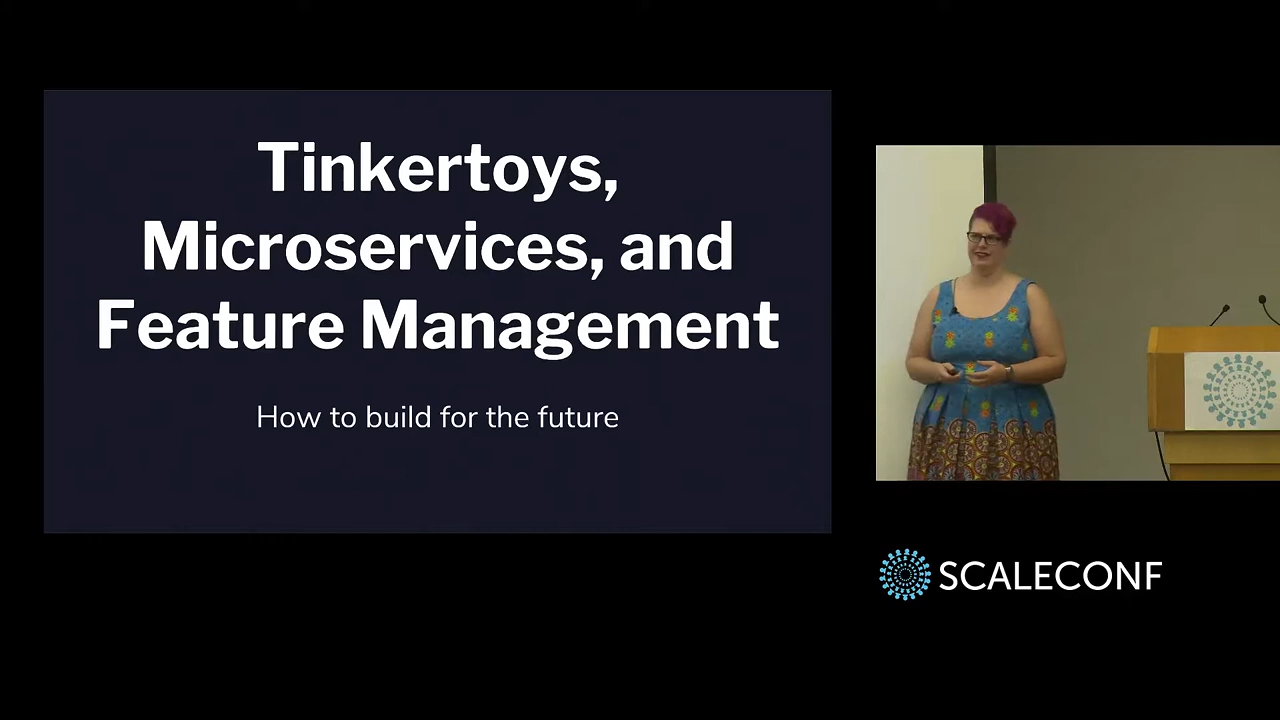 Tinkertoys,
Microservices, and
Feature Management
How to build for the future
SCALECONF